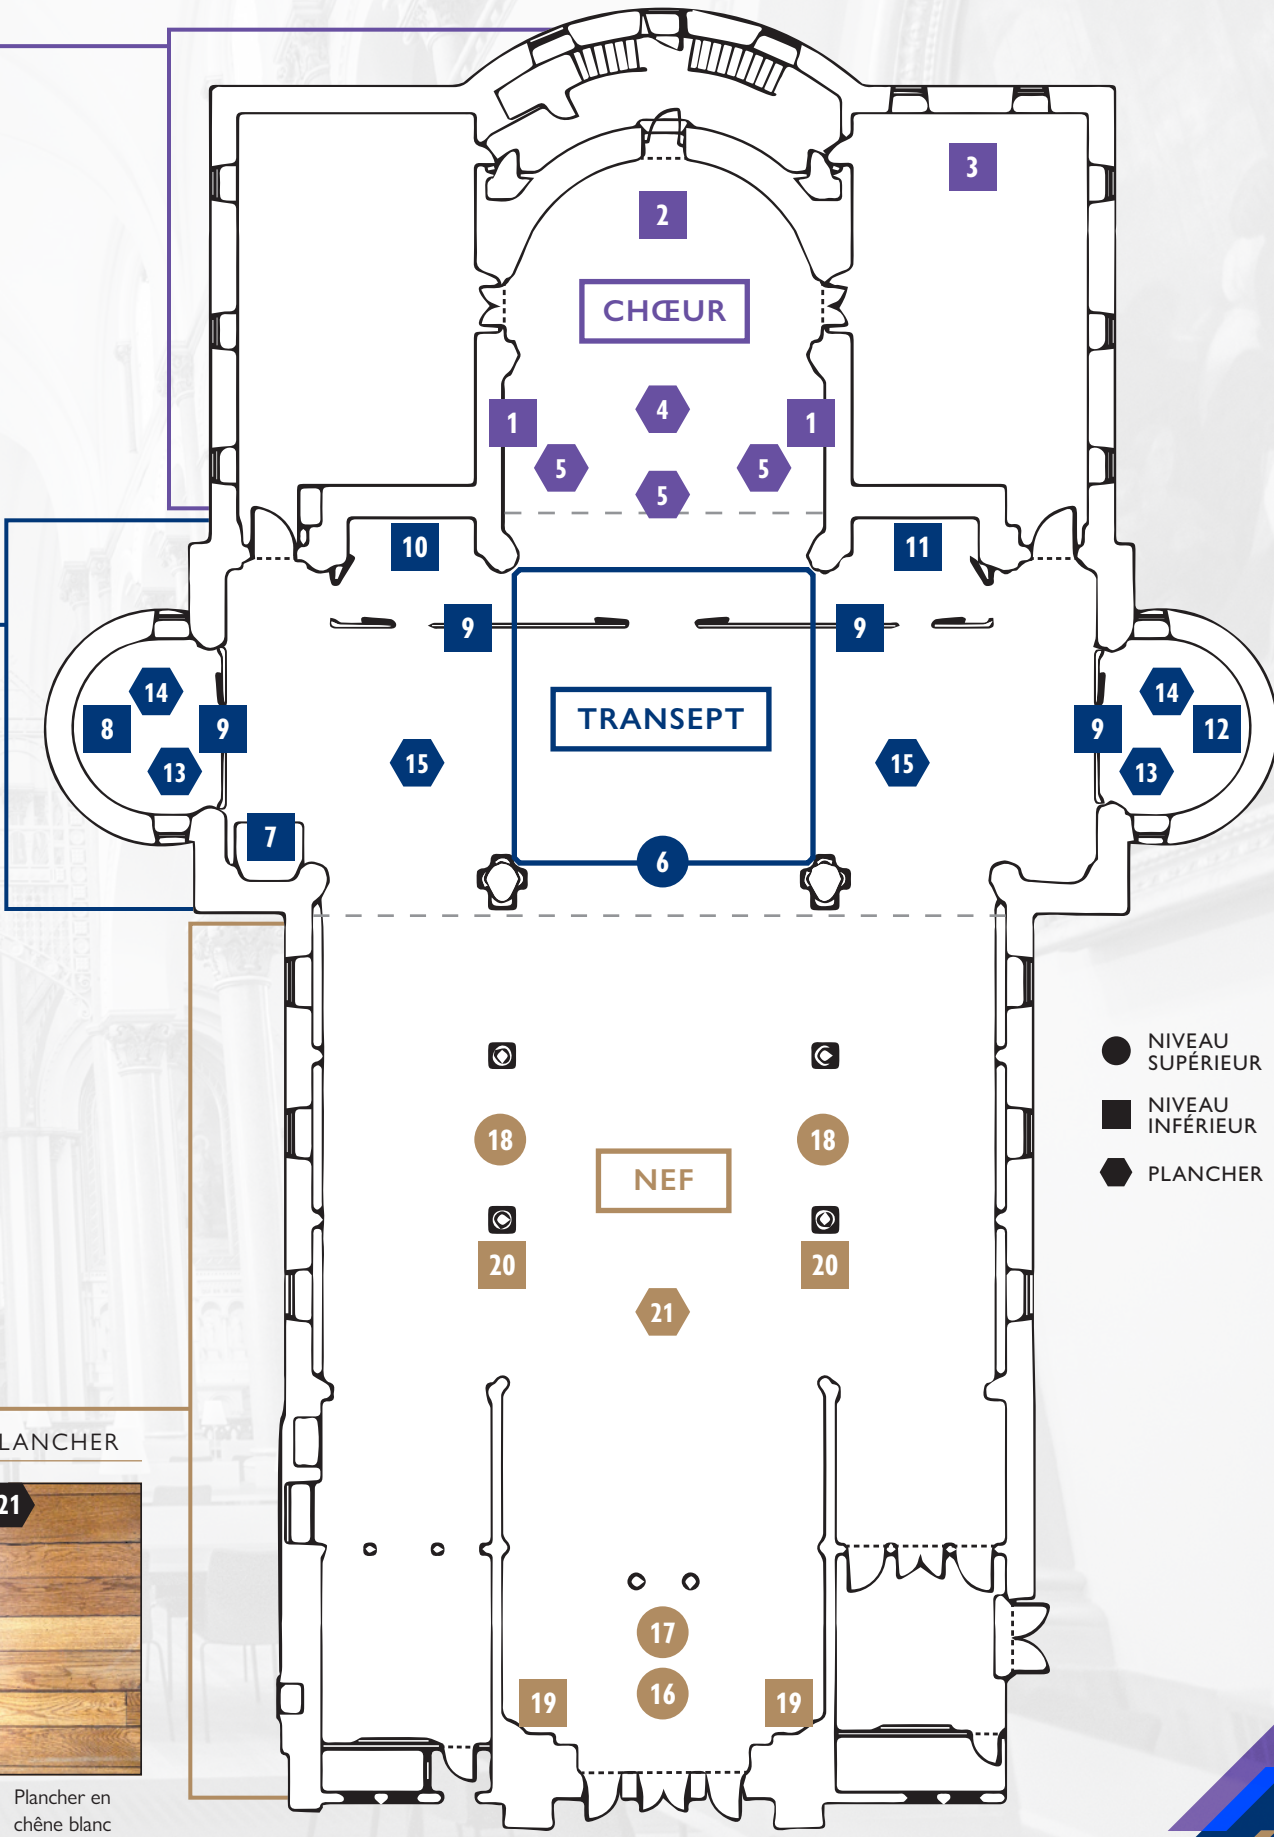 3
2
CHŒUR
4
1 1
5 5
5
10 11
9 9
14 14
TRANSEPT
8 9 9 12
15 15
13 13
7
6
NIVEAU
SUPÉRIEUR
NIVEAU
INFÉRIEUR
PLANCHER
18 18
NEF
20 20
21
LANCHER
21
17
16
19 19
Plancher en
chêne blanc